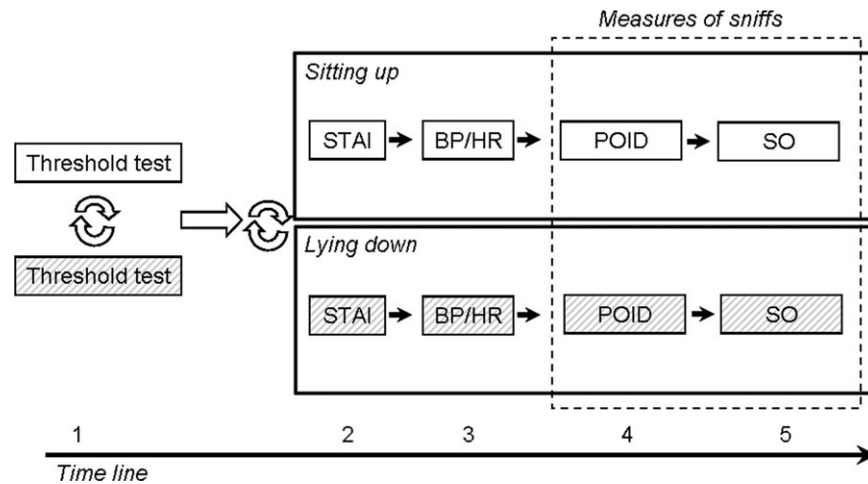 Measures of sniffs
Sitting up
STAI
BP/HR
POID
SO
Threshold test
Threshold test
Lying down
STAI
BP/HR
POID
SO
1
2
3
4
5
Time line